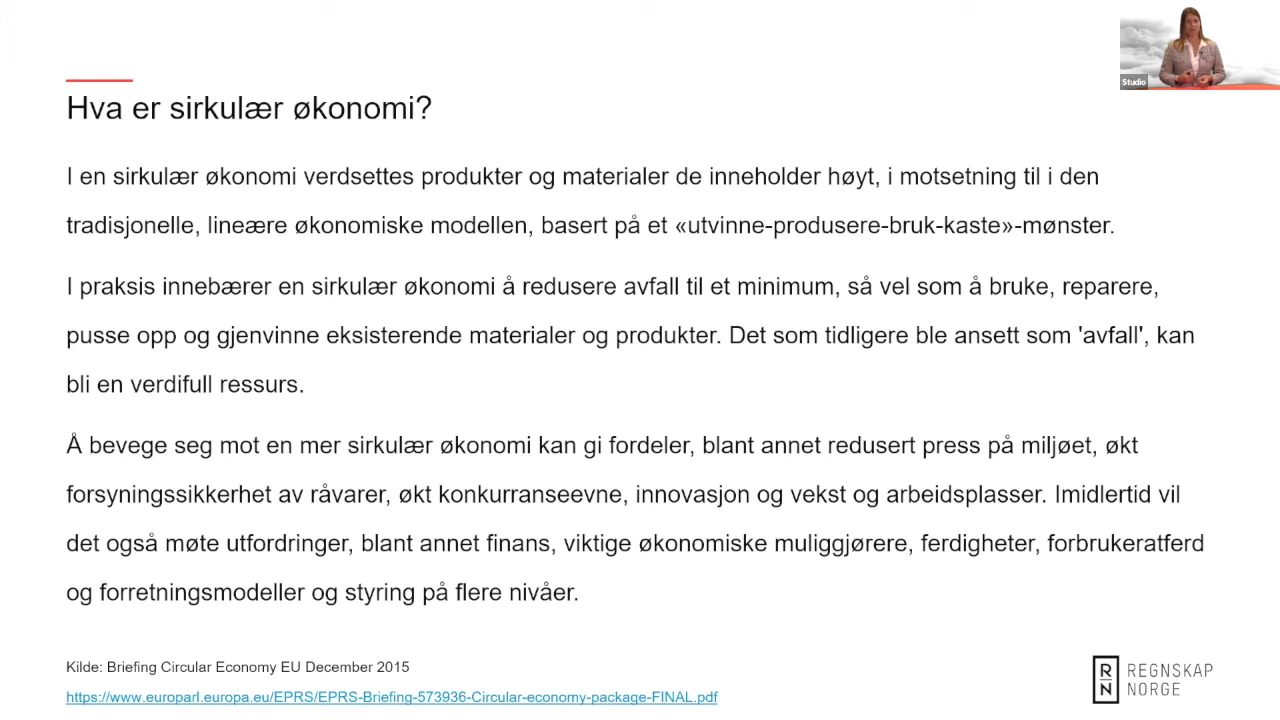 Studio
Hva er sirkulær økonomi?
I en sirkulær økonomi verdsettes produkter og materialer de inneholder høyt, i motsetning til i den
tradisjonelle, lineære økonomiske modellen, basert på et «utvinne-produsere-bruk-kaste»-mønster.
I praksis innebærer en sirkulær økonomi å redusere avfall til et minimum, så vel som å bruke, reparere,
pusse opp og gjenvinne eksisterende materialer og produkter. Det som tidligere ble ansett som 'avfall', kan
bli en verdifull ressurs.
Å bevege seg mot en mer sirkulær økonomi kan gi fordeler, blant annet redusert press på miljøet, økt
forsyningssikkerhet av råvarer, økt konkurranseevne, innovasjon og vekst og arbeidsplasser. Imidlertid vil
det også møte utfordringer, blant annet finans, viktige økonomiske muliggjørere, ferdigheter, forbrukeratferd
og forretningsmodeller og styring på flere nivåer.
Kilde: Briefing Circular Economy EU December 2015
https://www.europarl.europa.eu/EPRS/EPRS-Briefing-573936-Circular-economy-package-FINAL.pdf
RN
REGNSKAP
NORGE